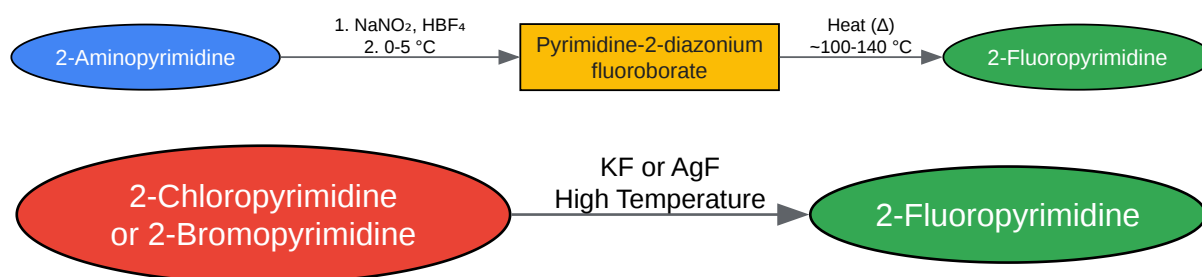 2-Aminopyrimidine
1. NaNO₂, HBF₄
2. 0-5 °C
Pyrimidine-2-diazonium
fluoroborate
Heat (Δ)
~100-140 °C
2-Fluoropyrimidine
2-Chloropyrimidine
or 2-Bromopyrimidine
KF or AgF
High Temperature
2-Fluoropyrimidine